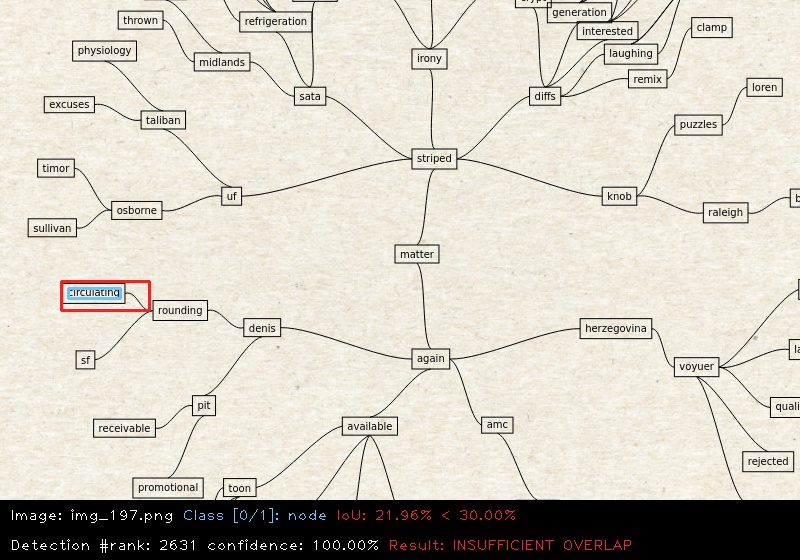 generation
thrown
refrigeration
interested
clamp
physiology
midlands
irony
laughing
remix
loren
excuses
sata
diffs
taliban
puzzles
striped
timor
uf
knob
osborne
raleigh
sullivan
matter
circulating
rounding
denis
herzegovina
sf
again
voyuer
pit
receivable
available
amc
rejected
promotional
toon
Image: img_197.png Class [0/1]: node IoU: 21.96% < 30.00%
Detection #rank: 2631 confidence: 100.00% Result: INSUFFICIENT OVERLAP